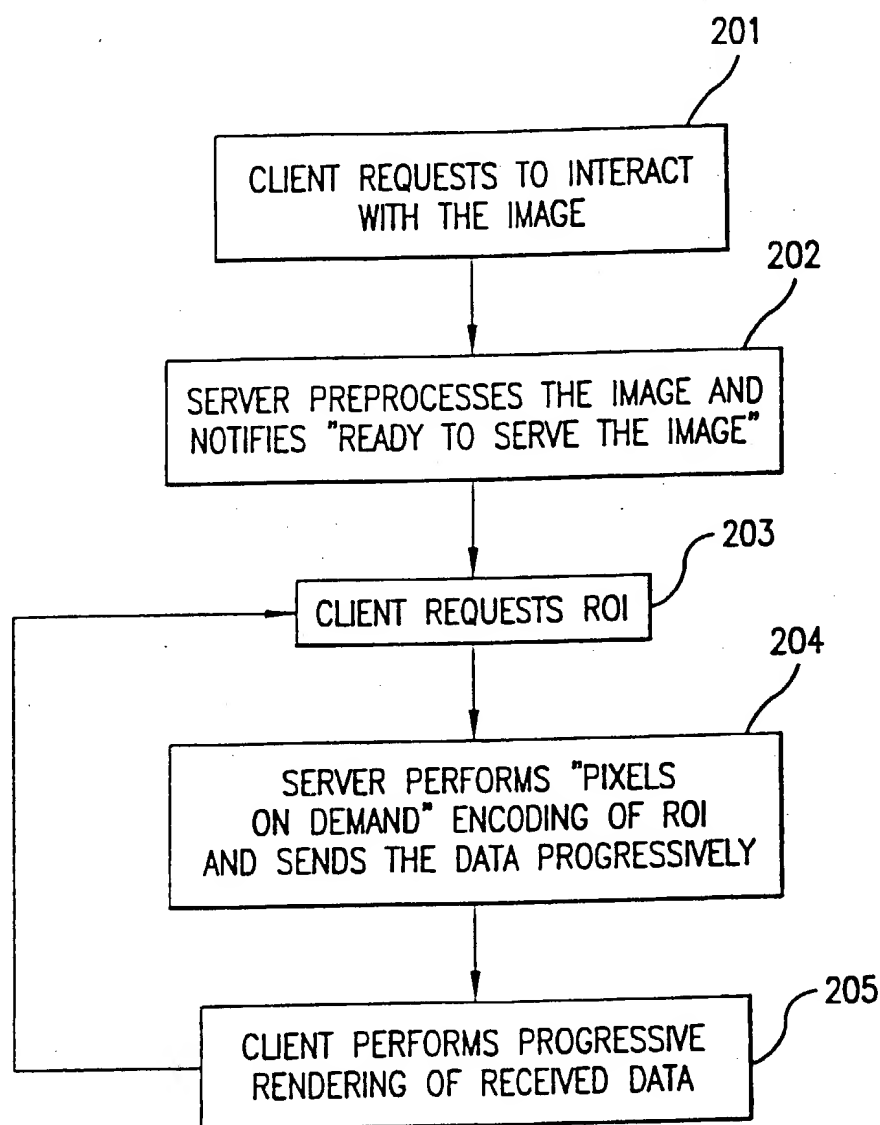 201
CLIENT REQUESTS TO INTERACT
WITH THE IMAGE
202
SERVER PREPROCESSES THE IMAGE AND
NOTIFIES "READY TO SERVE THE IMAGE"
203
CLIENT REQUESTS ROI
204
SERVER PERFORMS "PIXELS
ON DEMAND" ENCODING OF ROI
AND SENDS THE DATA PROGRESSIVELY
205
CLIENT PERFORMS PROGRESSIVE
RENDERING OF RECEIVED DATA